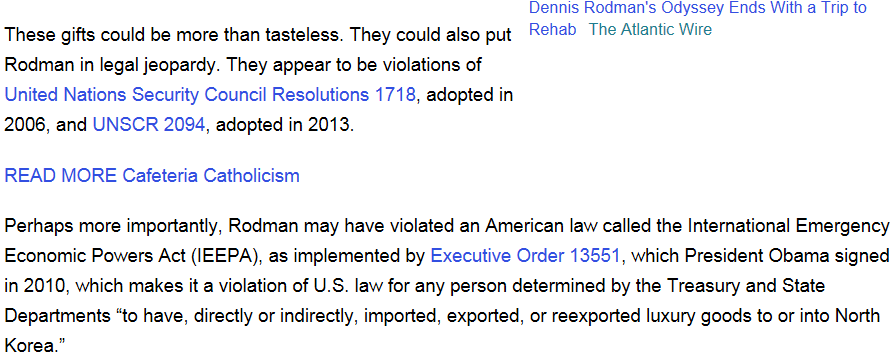 Dennis Rodman's Odyssey Ends With a Trip to
Rehab The Atlantic Wire
These gifts could be more than tasteless. They could also put
Rodman in legal jeopardy. They appear to be violations of
United Nations Security Council Resolutions 1718, adopted in
2006, and UNSCR 2094, adopted in 2013.
READ MORE Cafeteria Catholicism
Perhaps more importantly, Rodman may have violated an American law called the International Emergency
Economic Powers Act (IEEPA), as implemented by Executive Order 13551, which President Obama signed
in 2010, which makes it a violation of U.S. law for any person determined by the Treasury and State
Departments “to have, directly or indirectly, imported, exported, or reexported luxury goods to or into North
Korea.”